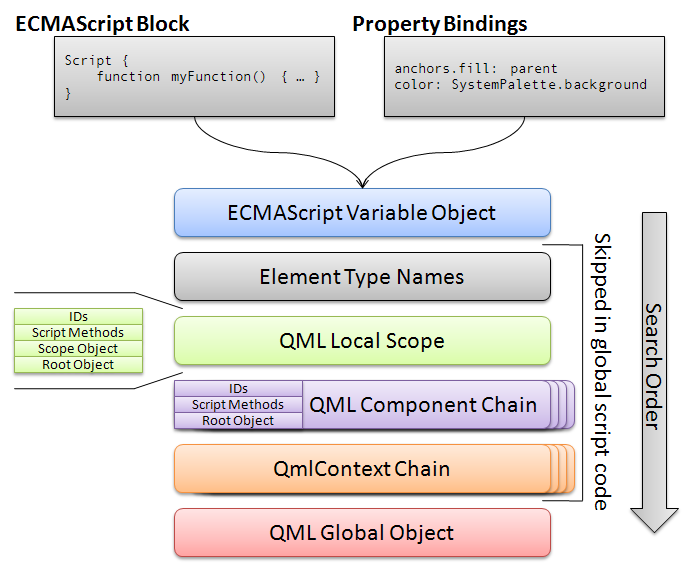 ECMAScript Block
Property Bindings
Script {
function myFunction() { … }
}
anchors.fill: parent
color: SystemPalette.background
ECMAScript Variable Object
Element Type Names
IDs
Script Methods
Scope Object
Root Object
QML Local Scope
IDs
Script Methods
Root Object
QML Component Chain
QmlContext Chain
QML Global Object
Skipped in global script code
Search Order